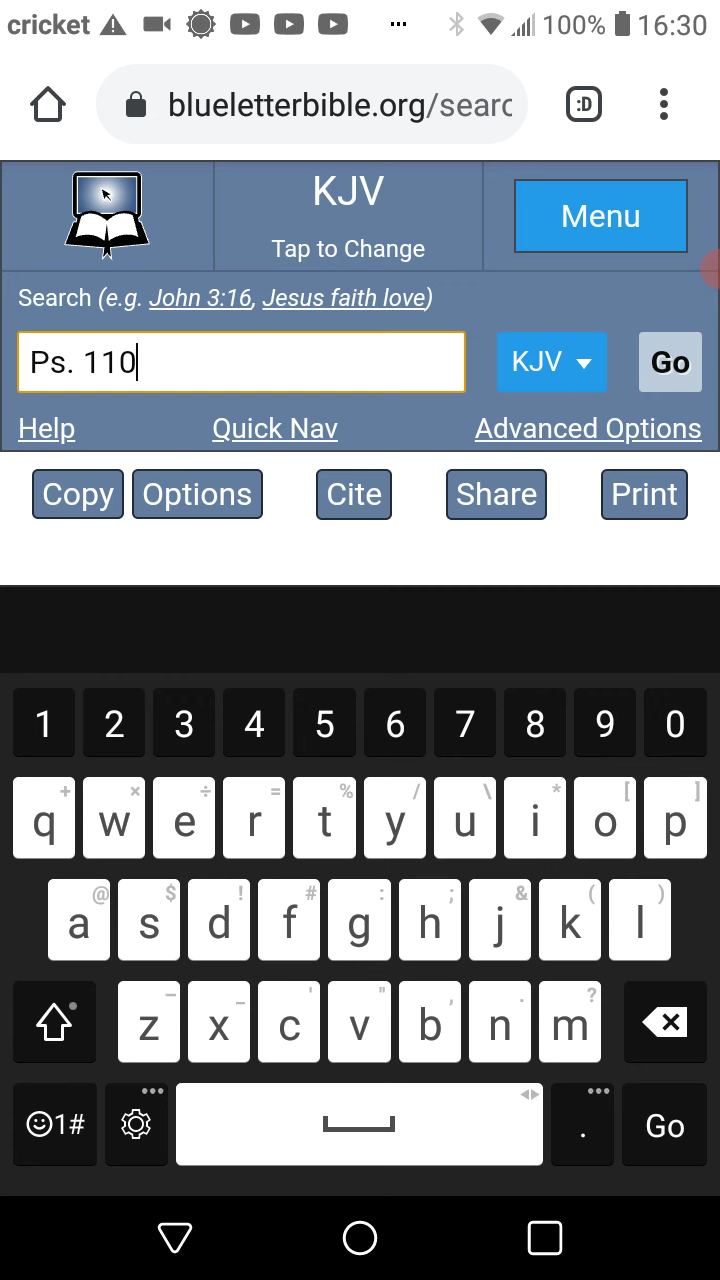 cricket 100% 16:30
blueletterbible.org/searc :D
KJV
Tap to Change
Menu
Search (e.g. John 3:16, Jesus faith love)
Ps. 110 KJV Go
Help Quick Nav Advanced Options
Copy Options Cite Share Print
1 2 3 4 5 6 7 8 9 0
+ × ÷ = % / \ * [ ]
q w e r t y u i o p
@ $ ! # : ; & ( )
a s d f g h j k l
– _ ' " , . ?
z x c v b n m
1# . Go